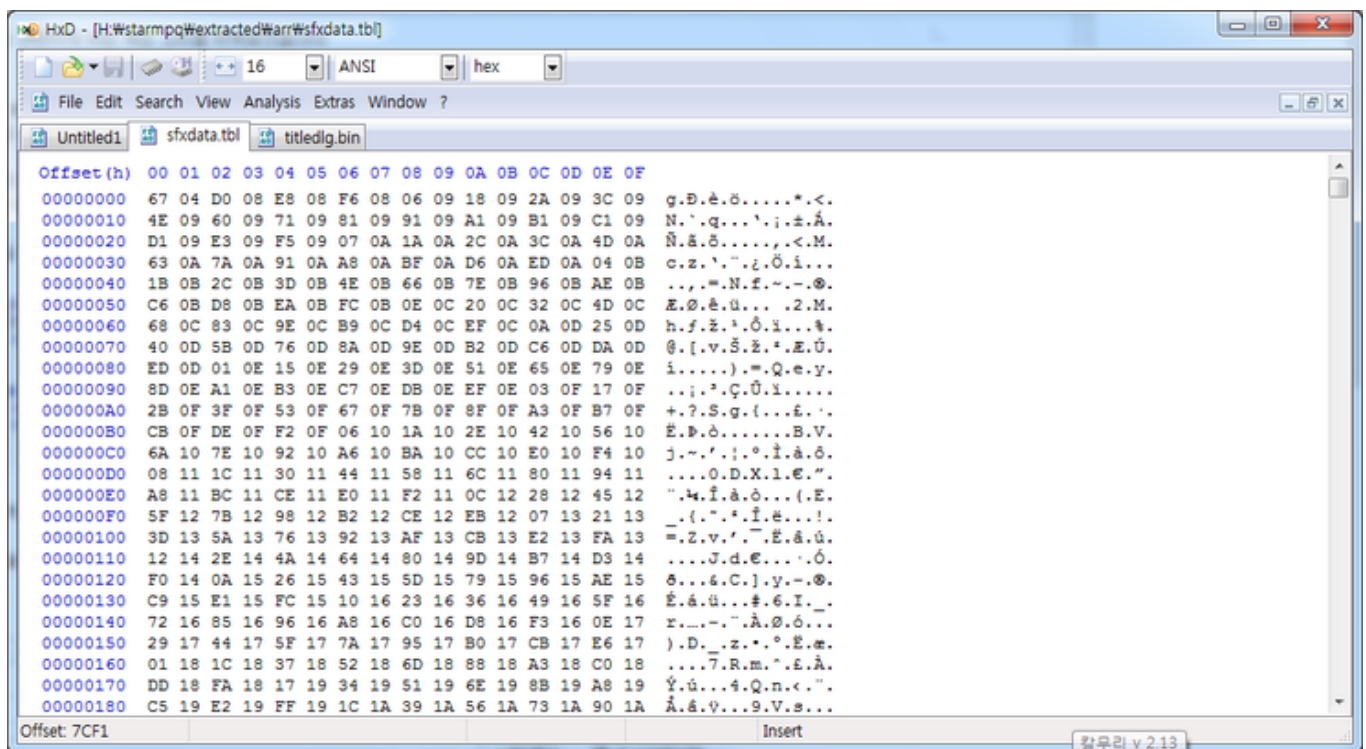 HxD - [H:₩starmpq₩extracted₩arr₩sfxdata.tbl]
16 ANSI hex
File Edit Search View Analysis Extras Window ?
Untitled1 sfxdata.tbl titledlg.bin
Offset(h) 00 01 02 03 04 05 06 07 08 09 0A 0B 0C 0D 0E 0F
00000000 67 04 D0 08 E8 08 F6 08 06 09 18 09 2A 09 3C 09 g.Ð.è.ö.....*.<.
00000010 4E 09 60 09 71 09 81 09 91 09 A1 09 B1 09 C1 09 N.`.q...‘.¡.±.Á.
00000020 D1 09 E3 09 F5 09 07 0A 1A 0A 2C 0A 3C 0A 4D 0A Ñ.ã.õ.....,.<.M.
00000030 63 0A 7A 0A 91 0A A8 0A BF 0A D6 0A ED 0A 04 0B c.z.‘.¨.¿.Ö.í...
00000040 1B 0B 2C 0B 3D 0B 4E 0B 66 0B 7E 0B 96 0B AE 0B ..,.=.N.f.~.–.®.
00000050 C6 0B D8 0B EA 0B FC 0B 0E 0C 20 0C 32 0C 4D 0C Æ.Ø.ê.ü... .2.M.
00000060 68 0C 83 0C 9E 0C B9 0C D4 0C EF 0C 0A 0D 25 0D h.ƒ.ž.¹.Ô.ï...%.
00000070 40 0D 5B 0D 76 0D 8A 0D 9E 0D B2 0D C6 0D DA 0D @.[.v.Š.ž.².Æ.Ú.
00000080 ED 0D 01 0E 15 0E 29 0E 3D 0E 51 0E 65 0E 79 0E í.....).=.Q.e.y.
00000090 8D 0E A1 0E B3 0E C7 0E DB 0E EF 0E 03 0F 17 0F ..¡.³.Ç.Û.ï.....
000000A0 2B 0F 3F 0F 53 0F 67 0F 7B 0F 8F 0F A3 0F B7 0F +.?.S.g.{...£.·.
000000B0 CB 0F DE 0F F2 0F 06 10 1A 10 2E 10 42 10 56 10 Ë.Þ.ò.......B.V.
000000C0 6A 10 7E 10 92 10 A6 10 BA 10 CC 10 E0 10 F4 10 j.~.’.¦.º.Ì.à.ô.
000000D0 08 11 1C 11 30 11 44 11 58 11 6C 11 80 11 94 11 ....0.D.X.l.€.”.
000000E0 A8 11 BC 11 CE 11 E0 11 F2 11 0C 12 28 12 45 12 ¨.¼.Î.à.ò...(.E.
000000F0 5F 12 7B 12 98 12 B2 12 CE 12 EB 12 07 13 21 13 _.{.˜.².Î.ë...!.
00000100 3D 13 5A 13 76 13 92 13 AF 13 CB 13 E2 13 FA 13 =.Z.v.’.¯.Ë.â.ú.
00000110 12 14 2E 14 4A 14 64 14 80 14 9D 14 B7 14 D3 14 ....J.d.€...·.Ó.
00000120 F0 14 0A 15 26 15 43 15 5D 15 79 15 96 15 AE 15 ð...&.C.].y.–.®.
00000130 C9 15 E1 15 FC 15 10 16 23 16 36 16 49 16 5F 16 É.á.ü...#.6.I._.
00000140 72 16 85 16 96 16 A8 16 C0 16 D8 16 F3 16 0E 17 r.….–.¨.À.Ø.ó...
00000150 29 17 44 17 5F 17 7A 17 95 17 B0 17 CB 17 E6 17 ).D._.z.•.°.Ë.æ.
00000160 01 18 1C 18 37 18 52 18 6D 18 88 18 A3 18 C0 18 ....7.R.m.ˆ.£.À.
00000170 DD 18 FA 18 17 19 34 19 51 19 6E 19 8B 19 A8 19 Ý.ú...4.Q.n.‹.¨.
00000180 C5 19 E2 19 FF 19 1C 1A 39 1A 56 1A 73 1A 90 1A Å.â.ÿ...9.V.s...
Offset: 7CF1 Insert
칼무리 v 2.13